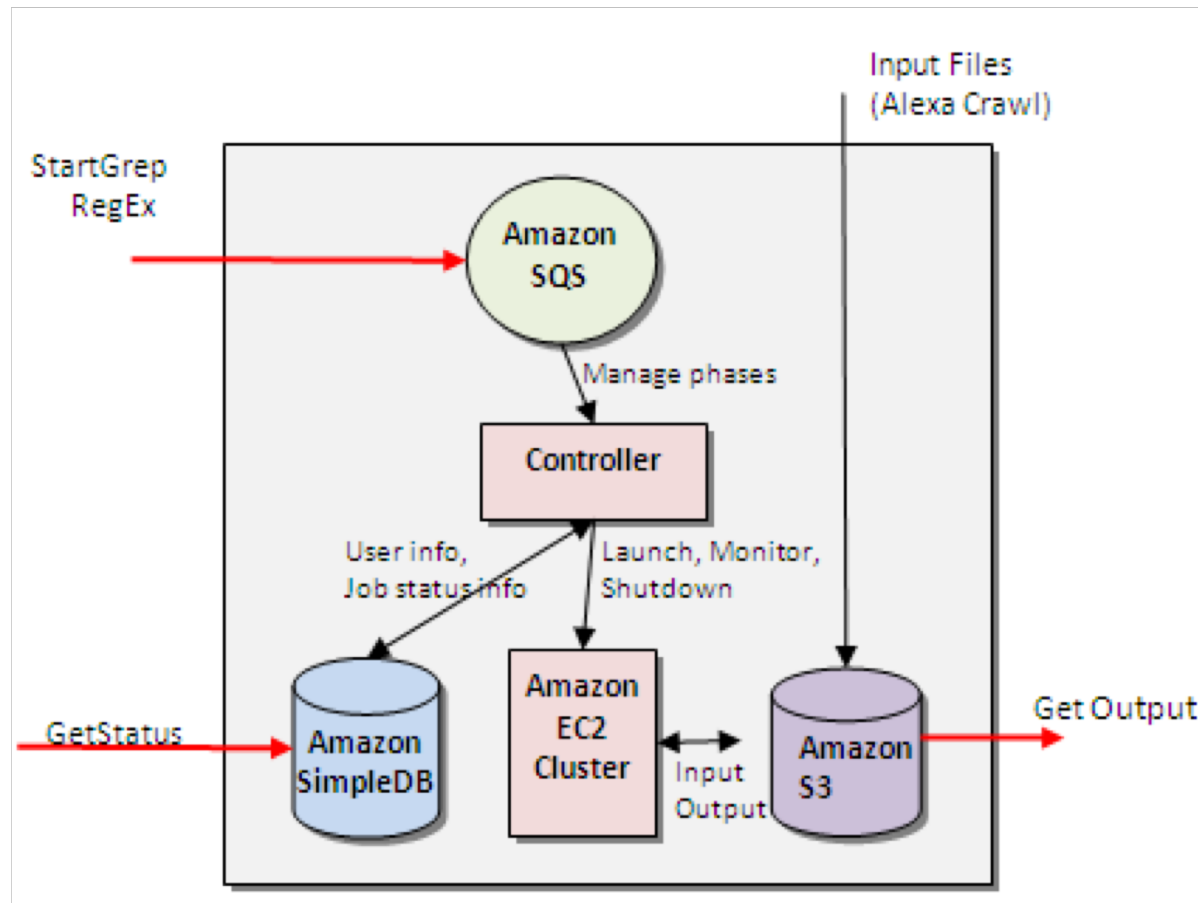 Input Files
(Alexa Crawl)
StartGrep
RegEx
Amazon
SQS
Manage phases
Controller
User info,
Job status info
Launch, Monitor,
Shutdown
GetStatus
Amazon
SimpleDB
Amazon
EC2
Cluster
Input
Output
Amazon
S3
Get Output